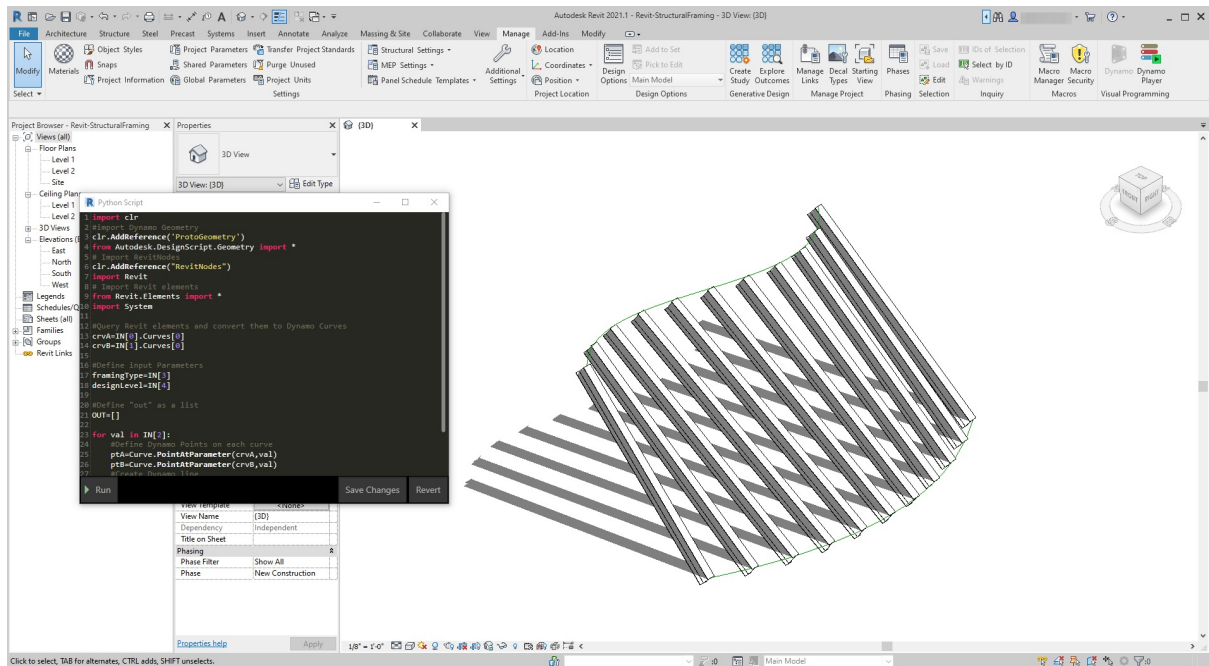 Autodesk Revit 2021.1 - Revit-StructuralFraming - 3D View: {3D}
File Architecture Structure Steel Precast Systems Insert Annotate Analyze Massing & Site Collaborate View Manage Add-Ins Modify
Modify
Select
Materials
Object Styles
Snaps
Project Information
Project Parameters
Shared Parameters
Global Parameters
Transfer Project Standards
Purge Unused
Project Units
Structural Settings
MEP Settings
Panel Schedule Templates
Additional Settings
Settings
Location
Coordinates
Position
Project Location
Design Options
Add to Set
Pick to Edit
Main Model
Design Options
Create Study
Explore Outcomes
Generative Design
Manage Links
Decal Types
Starting View
Manage Project
Phases
Phasing
Save
Load
Edit
Selection
IDs of Selection
Select by ID
Warnings
Inquiry
Macro Manager
Macro Security
Macros
Dynamo
Dynamo Player
Visual Programming
Project Browser - Revit-StructuralFraming
Views (all)
Floor Plans
Level 1
Level 2
Site
Ceiling Plans
Level 1
Level 2
3D Views
Elevations (B
East
North
South
West
Legends
Schedules/Q
Sheets (all)
Families
Groups
Revit Links
Properties
3D View
3D View: {3D}
Edit Type
{3D}
Python Script
1 import clr
2 #import Dynamo Geometry
3 clr.AddReference('ProtoGeometry')
4 from Autodesk.DesignScript.Geometry import *
5 # Import RevitNodes
6 clr.AddReference("RevitNodes")
7 import Revit
8 # Import Revit elements
9 from Revit.Elements import *
10 import System
11
12 #Query Revit elements and convert them to Dynamo Curves
13 crvA=IN[0].Curves[0]
14 crvB=IN[1].Curves[0]
15
16 #Define input Parameters
17 framingType=IN[3]
18 designLevel=IN[4]
19
20 #Define "out" as a list
21 OUT=[]
22
23 for val in IN[2]:
24 #Define Dynamo Points on each curve
25 ptA=Curve.PointAtParameter(crvA,val)
26 ptB=Curve.PointAtParameter(crvB,val)
27 #Create Dynamo line
Run
Save Changes
Revert
View Template <None>
View Name {3D}
Dependency Independent
Title on Sheet
Phasing
Phase Filter Show All
Phase New Construction
Properties help
Apply
TOP
FRONT
RIGHT
1/8" = 1'-0"
Click to select, TAB for alternates, CTRL adds, SHIFT unselects.
:0
Main Model
:0